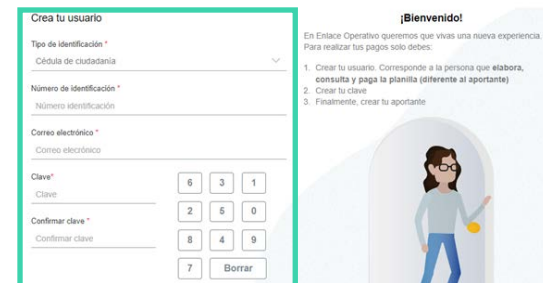 Crea tu usuario
Tipo de identificación *
Cédula de ciudadanía
Número de identificación *
Número identificación
Correo electrónico *
Correo electrónico
Clave*
Clave
Confirmar clave *
Confirmar clave
6 3 1
2 5 0
8 4 9
7 Borrar
¡Bienvenido!
En Enlace Operativo queremos que vivas una nueva experiencia.
Para realizar tus pagos solo debes:
1. Crear tu usuario. Corresponde a la persona que elabora,
consulta y paga la planilla (diferente al aportante)
2. Crear tu clave
3. Finalmente, crear tu aportante